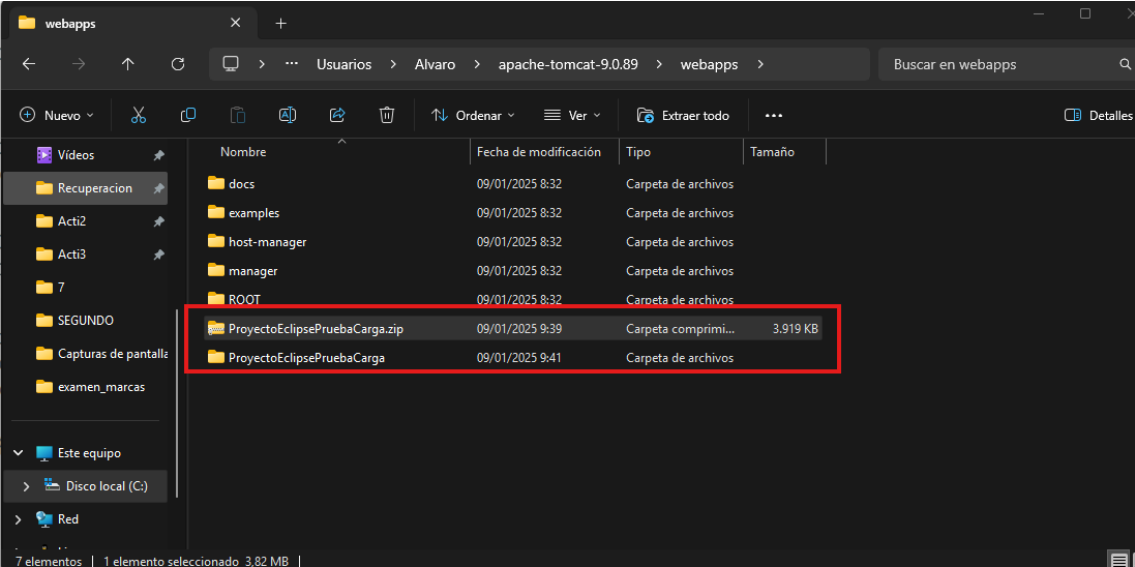 webapps
Usuarios > Alvaro > apache-tomcat-9.0.89 > webapps > Buscar en webapps
Nuevo Ordenar Ver Extraer todo ... Detalles
Nombre Fecha de modificación Tipo Tamaño
Vídeos
Recuperacion
Acti2
Acti3
7
SEGUNDO
Capturas de pantalla
examen_marcas
Este equipo
Disco local (C:)
Red
docs 09/01/2025 8:32 Carpeta de archivos
examples 09/01/2025 8:32 Carpeta de archivos
host-manager 09/01/2025 8:32 Carpeta de archivos
manager 09/01/2025 8:32 Carpeta de archivos
ROOT 09/01/2025 8:32 Carpeta de archivos
ProyectoEclipsePruebaCarga.zip 09/01/2025 9:39 Carpeta comprimi... 3.919 KB
ProyectoEclipsePruebaCarga 09/01/2025 9:41 Carpeta de archivos
7 elementos | 1 elemento seleccionado 3,82 MB |